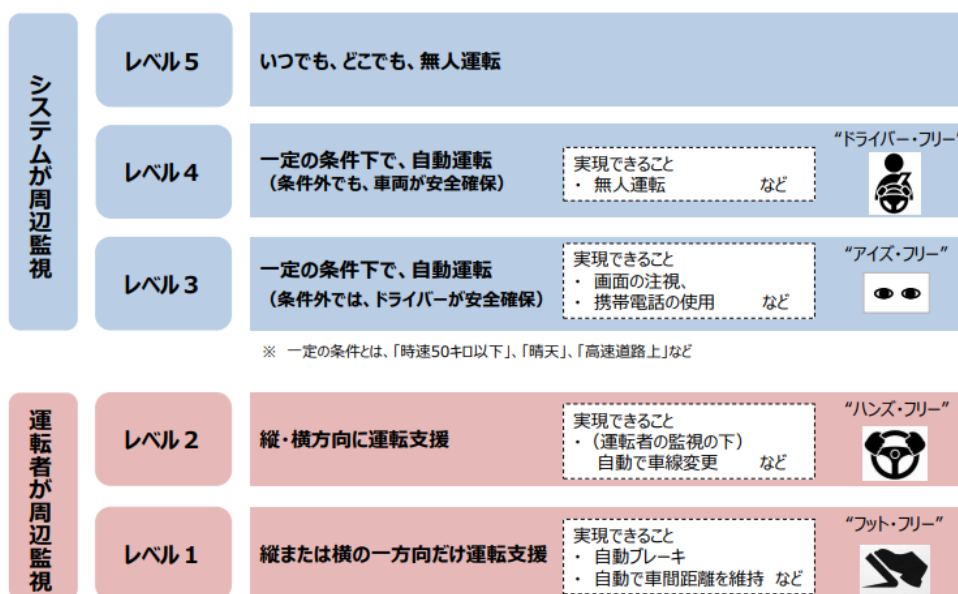 システムが周辺監視
レベル5
いつでも、どこでも、無人運転
レベル4
一定の条件下で、自動運転
（条件外でも、車両が安全確保）
実現できること
・ 無人運転 など
“ドライバー・フリー”
レベル3
一定の条件下で、自動運転
（条件外では、ドライバーが安全確保）
実現できること
・ 画面の注視、
・ 携帯電話の使用 など
“アイズ・フリー”
※ 一定の条件とは、「時速50キロ以下」、「晴天」、「高速道路上」など
運転者が周辺監視
レベル2
縦・横方向に運転支援
実現できること
・（運転者の監視の下）
自動で車線変更 など
“ハンズ・フリー”
レベル1
縦または横の一方向だけ運転支援
実現できること
・ 自動ブレーキ
・ 自動で車間距離を維持 など
“フット・フリー”